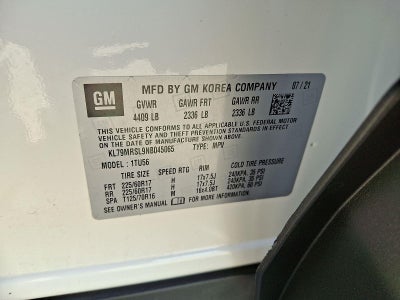 GM
MFD BY GM KOREA COMPANY 07/21
GVWR GAWR FRT GAWR RR
4409 LB 2336 LB 2336 LB
THIS VEHICLE CONFORMS TO ALL APPLICABLE U.S. FEDERAL MOTOR
VEHICLE SAFETY AND THEFT PREVENTION STANDARDS IN EFFECT
ON THE DATE OF MANUFACTURE SHOWN ABOVE.
KL79MRSL9NB045065 TYPE: MPV
MODEL: 1TU56
TIRE SIZE SPEED RTG RIM COLD TIRE PRESSURE
FRT 225/60R17 H 17x7.5J 240KPA, 35 PSI
RR 225/60R17 H 17x7.5J 240KPA, 35 PSI
SPA T125/70R16 M 16x4.0BT 420KPA, 60 PSI
SEE OWNER'S MANUAL FOR ADDITIONAL INFORMATION